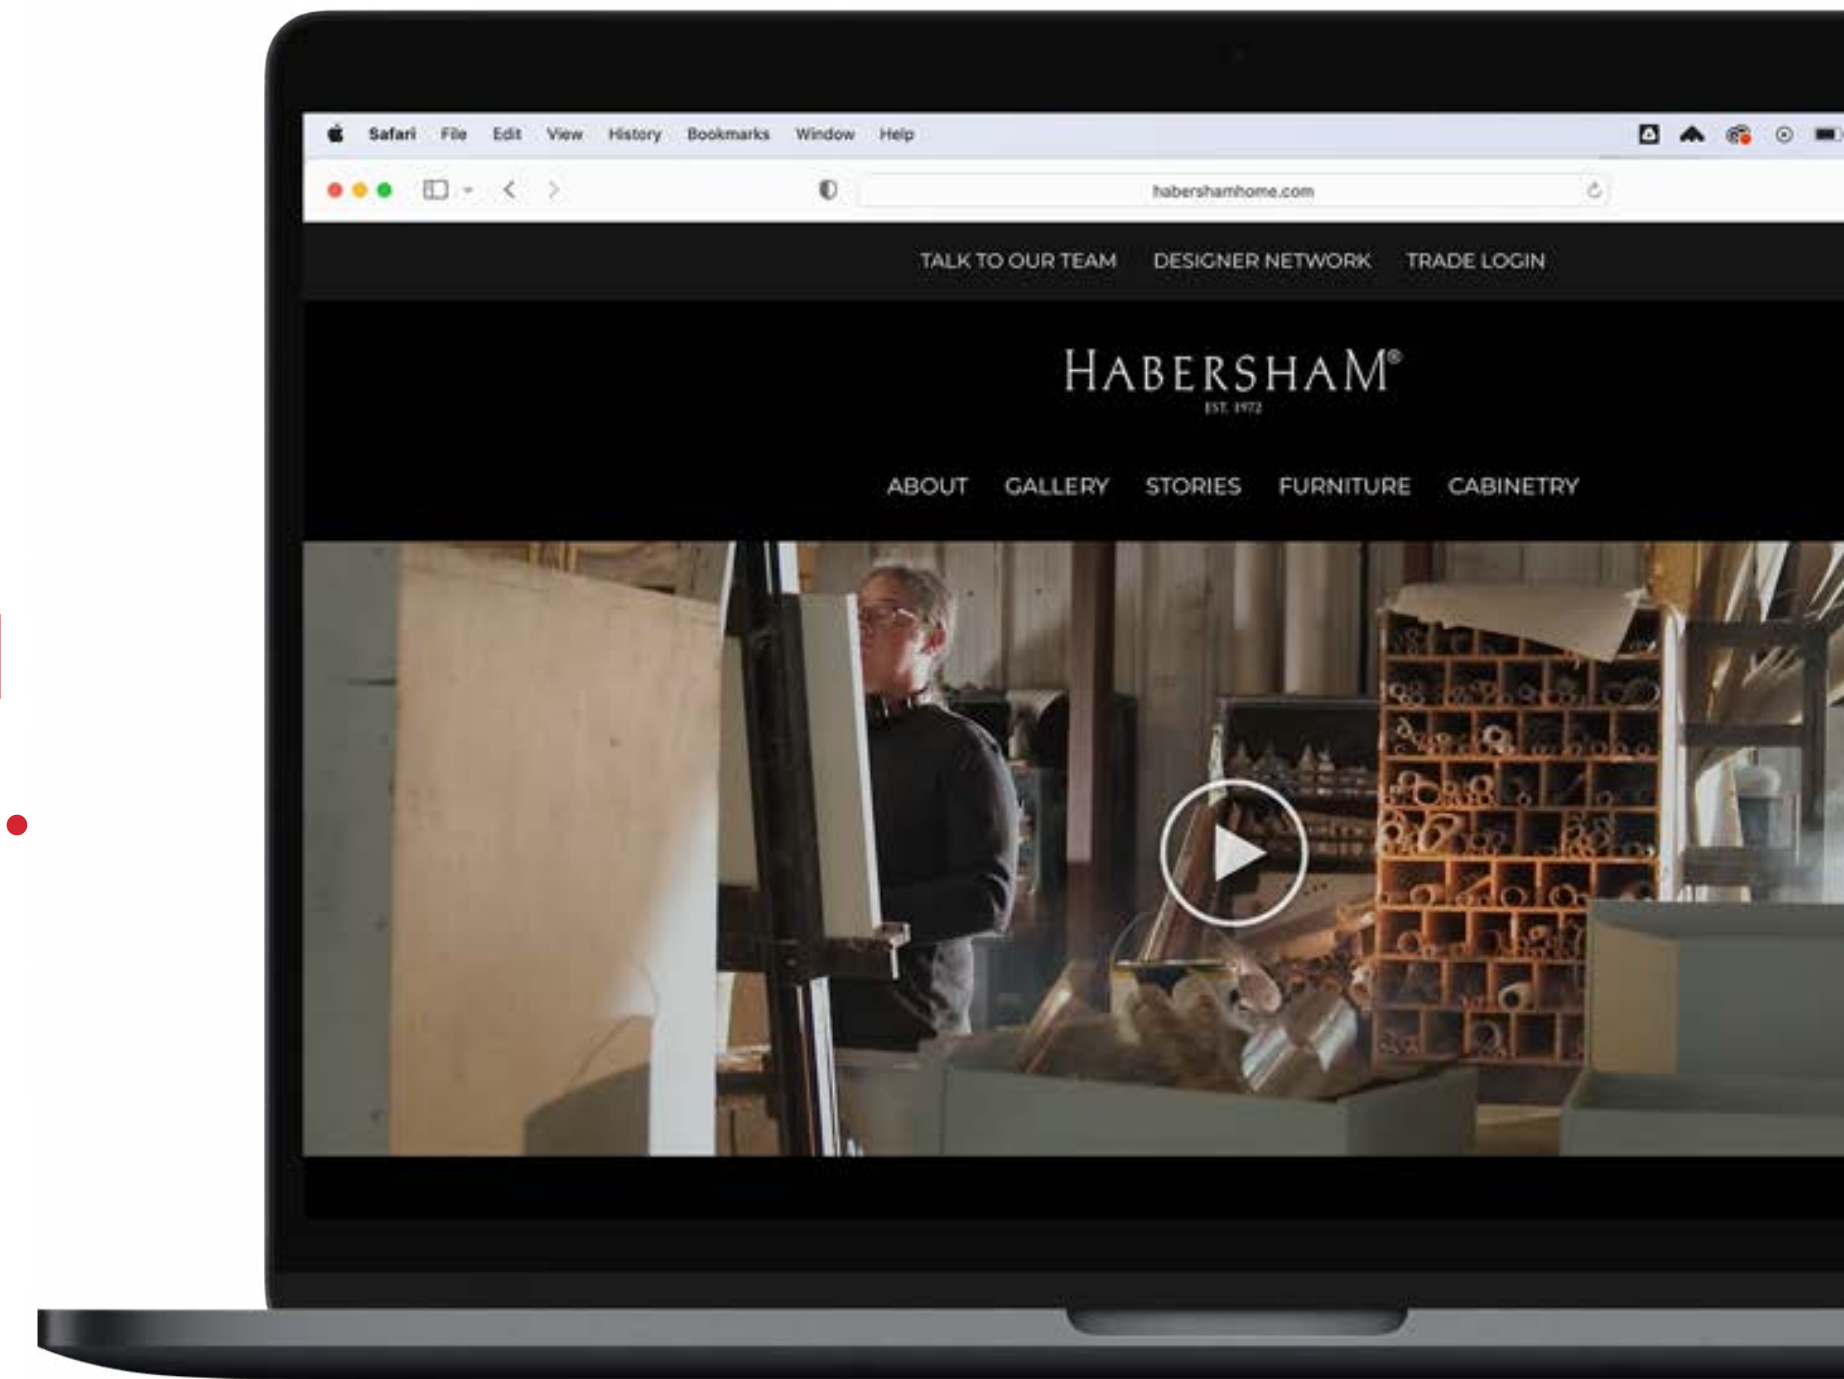 Safari File Edit View History Bookmarks Window Help
habershamhome.com
TALK TO OUR TEAM DESIGNER NETWORK TRADE LOGIN
HABERSHAM®
EST. 1972
ABOUT GALLERY STORIES FURNITURE CABINETRY